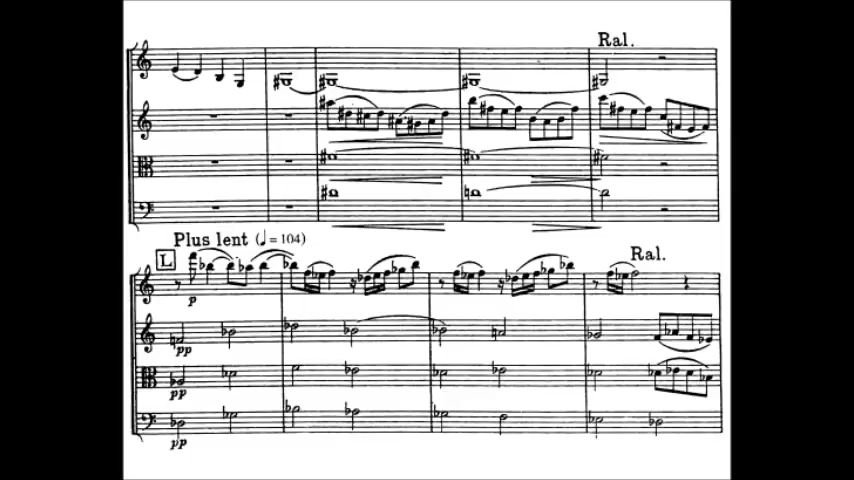 Ral.
Plus lent (♩= 104)
L
Ral.
p
pp
pp
pp